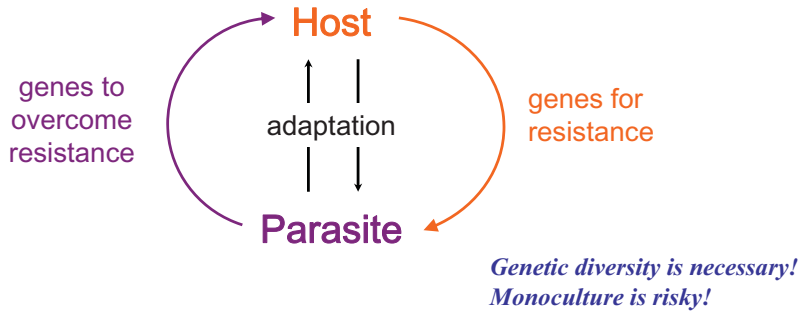 Host
genes to
overcome
resistance
adaptation
genes for
resistance
Parasite
Genetic diversity is necessary!
Monoculture is risky!